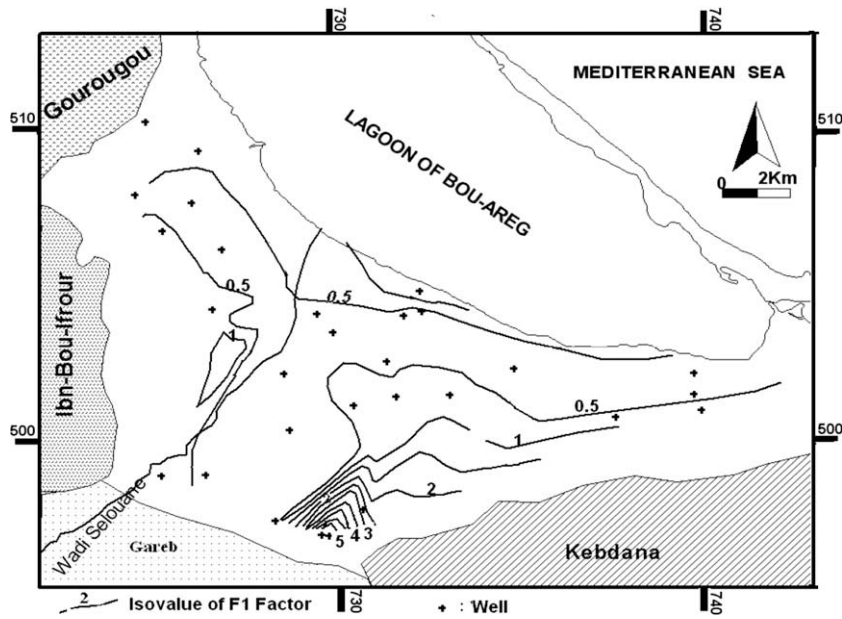 730
740
Gourougou
MEDITERRANEAN SEA
510
510
LAGOON OF BOU-AREG
0 2Km
Ibn-Bou-Ifrour
0.5
0.5
1
0.5
1
500
500
2
Wadi Selouane
Gareb
5 4 3
Kebdana
2 Isovalue of F1 Factor
730
+ : Well
740